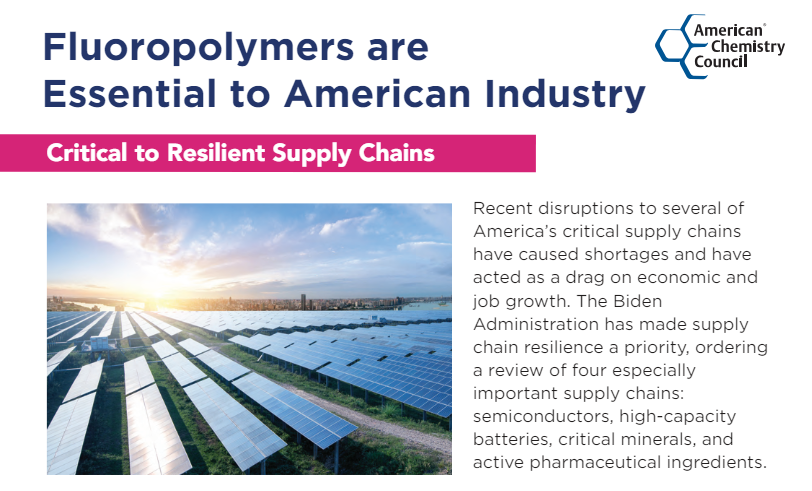 Fluoropolymers are
Essential to American Industry
American®
Chemistry
Council
Critical to Resilient Supply Chains
Recent disruptions to several of
America’s critical supply chains
have caused shortages and have
acted as a drag on economic and
job growth. The Biden
Administration has made supply
chain resilience a priority, ordering
a review of four especially
important supply chains:
semiconductors, high-capacity
batteries, critical minerals, and
active pharmaceutical ingredients.